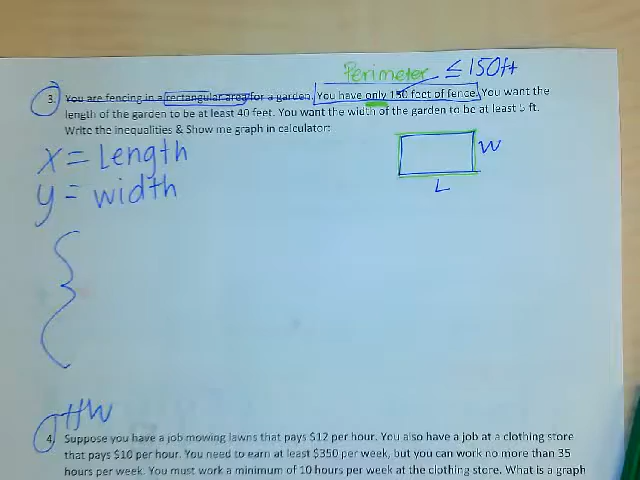 Perimeter ≤ 150ft
3. You are fencing in a rectangular area for a garden. You have only 150 feet of fence. You want the
length of the garden to be at least 40 feet. You want the width of the garden to be at least 5 ft.
Write the inequalities & Show me graph in calculator:
x = Length
y = width
W
L
{
HW
4. Suppose you have a job mowing lawns that pays $12 per hour. You also have a job at a clothing store
that pays $10 per hour. You need to earn at least $350 per week, but you can work no more than 35
hours per week. You must work a minimum of 10 hours per week at the clothing store. What is a graph